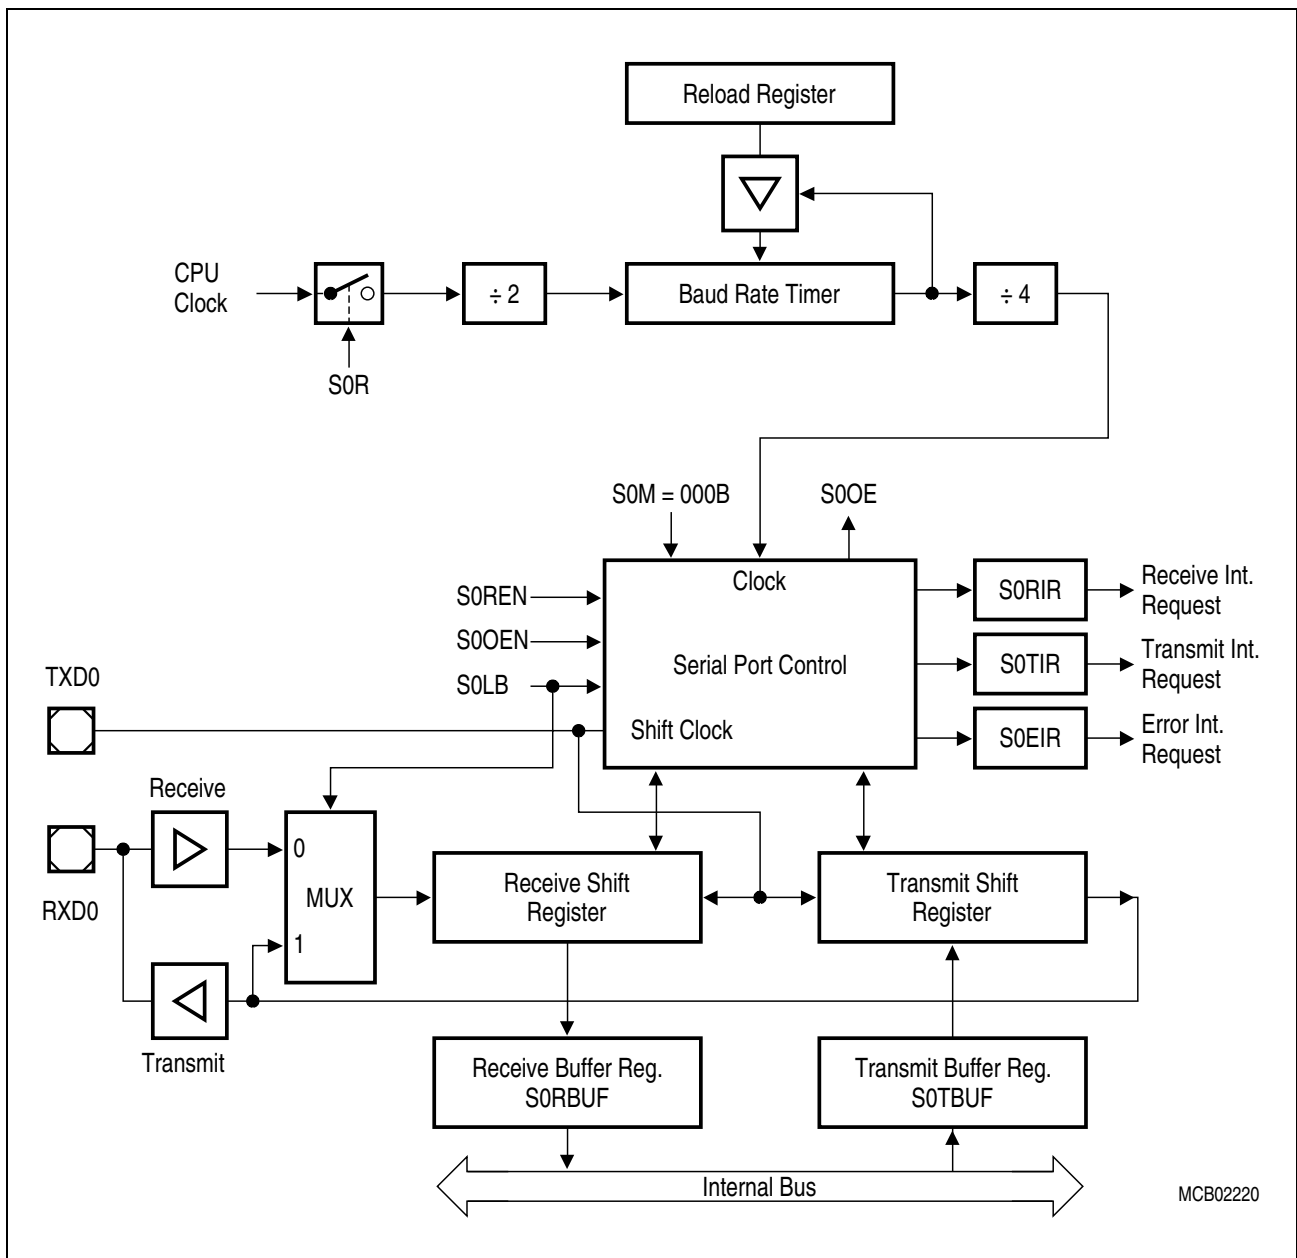 Reload Register
CPU
Clock
÷ 2
Baud Rate Timer
÷ 4
S0R
S0M = 000B
S0OE
Clock
S0REN
S0RIR
Receive Int.
Request
S0OEN
Serial Port Control
S0TIR
Transmit Int.
Request
S0LB
TXD0
Shift Clock
S0EIR
Error Int.
Request
Receive
0
MUX
1
RXD0
Receive Shift
Register
Transmit Shift
Register
Transmit
Receive Buffer Reg.
S0RBUF
Transmit Buffer Reg.
S0TBUF
Internal Bus
MCB02220